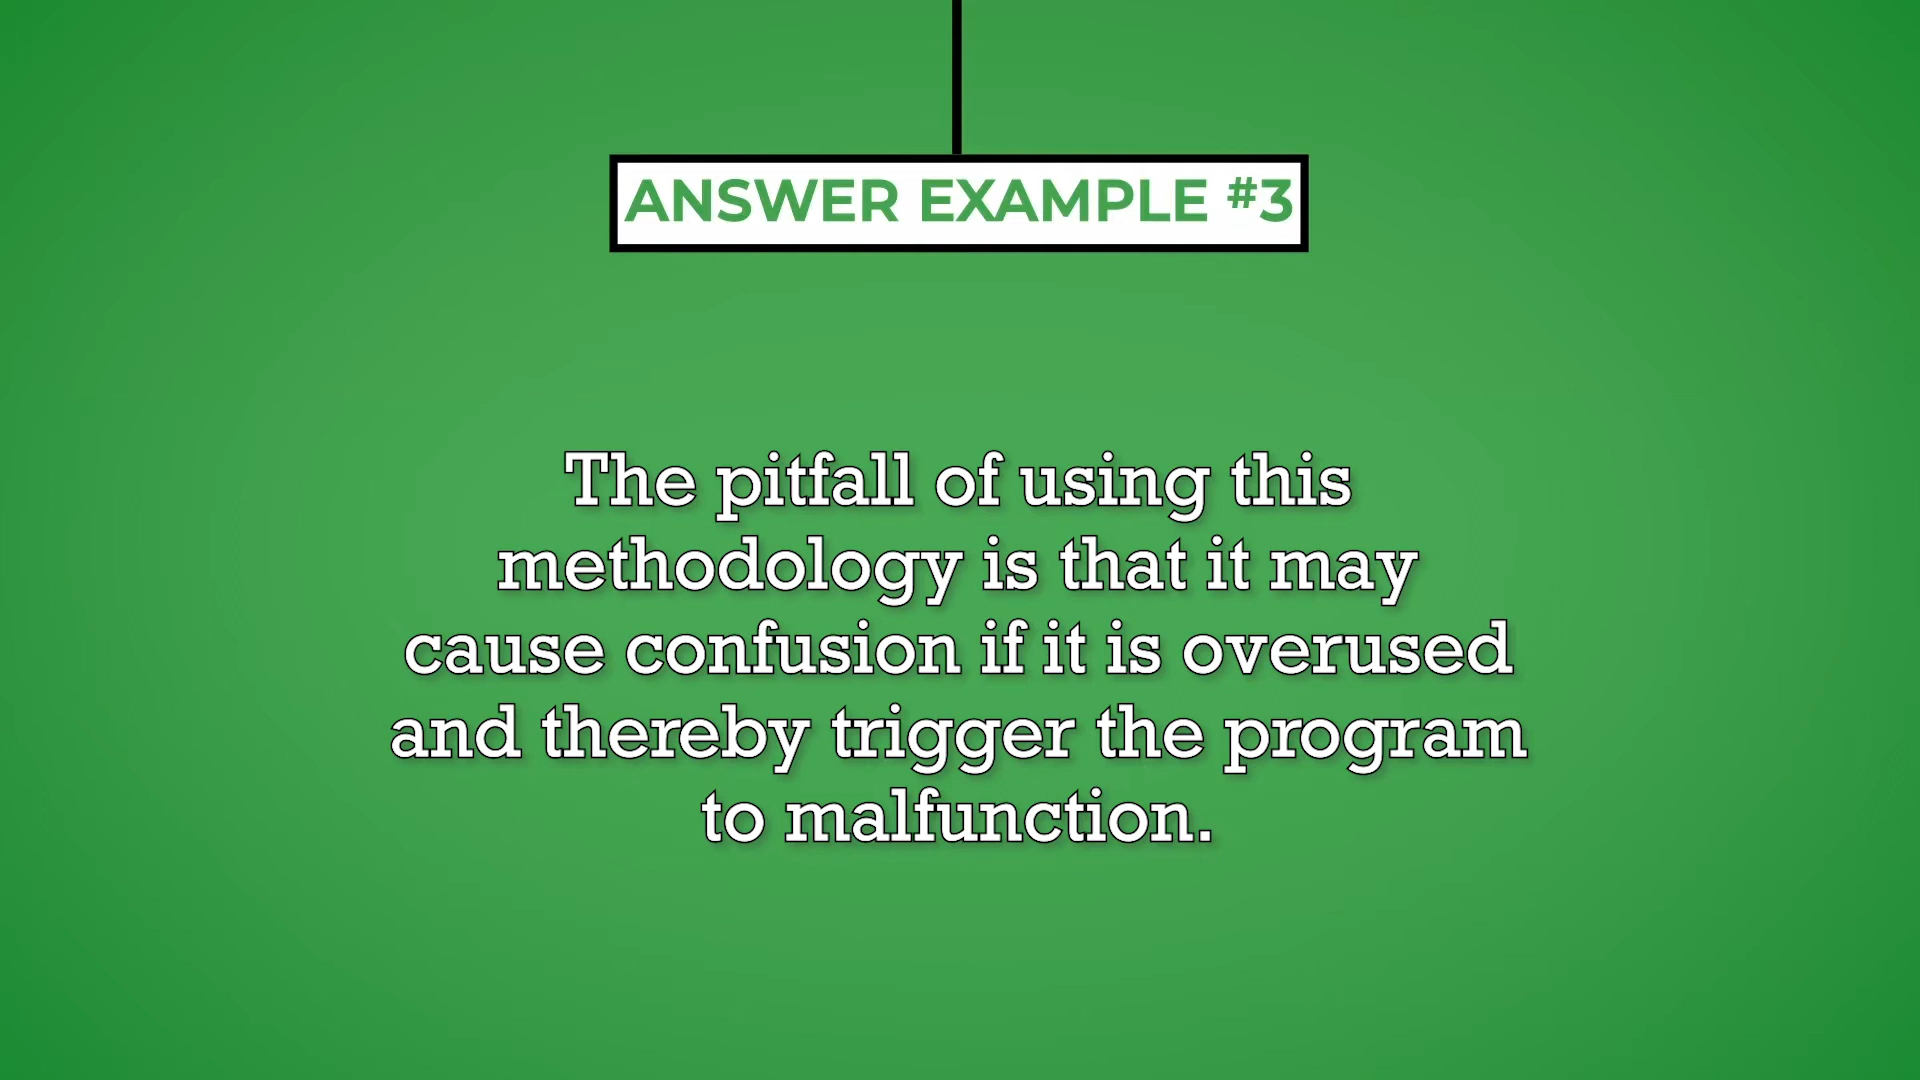 ANSWER EXAMPLE #3
The pitfall of using this
methodology is that it may
cause confusion if it is overused
and thereby trigger the program
to malfunction.